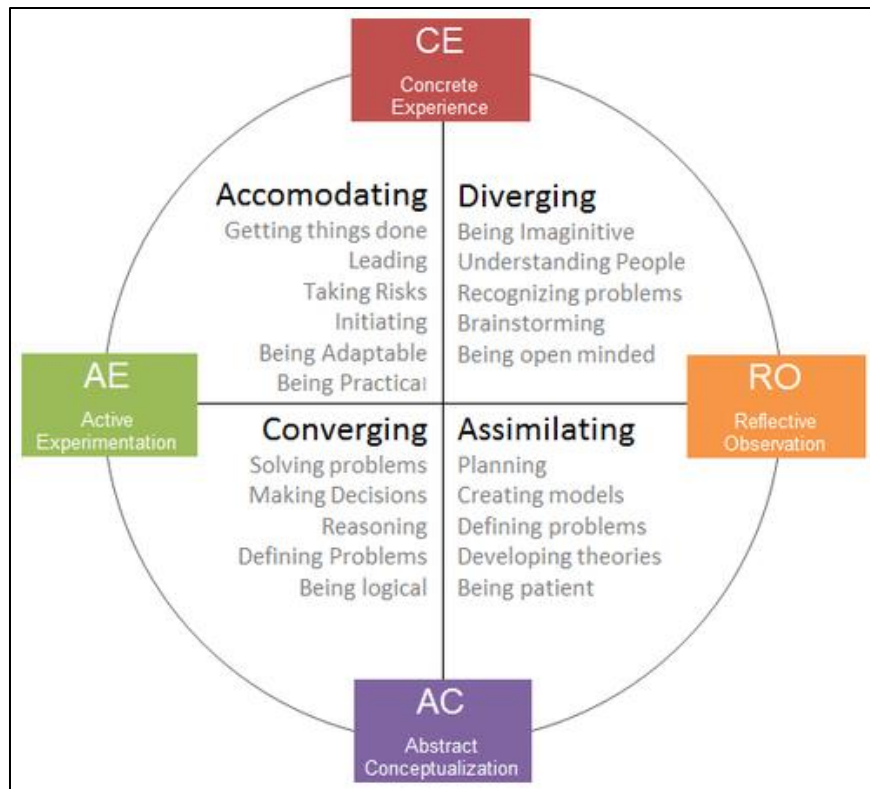 CE
Concrete
Experience
Accomodating
Getting things done
Leading
Taking Risks
Initiating
Being Adaptable
Being Practical
Diverging
Being Imaginitive
Understanding People
Recognizing problems
Brainstorming
Being open minded
AE
Active
Experimentation
RO
Reflective
Observation
Converging
Solving problems
Making Decisions
Reasoning
Defining Problems
Being logical
Assimilating
Planning
Creating models
Defining problems
Developing theories
Being patient
AC
Abstract
Conceptualization